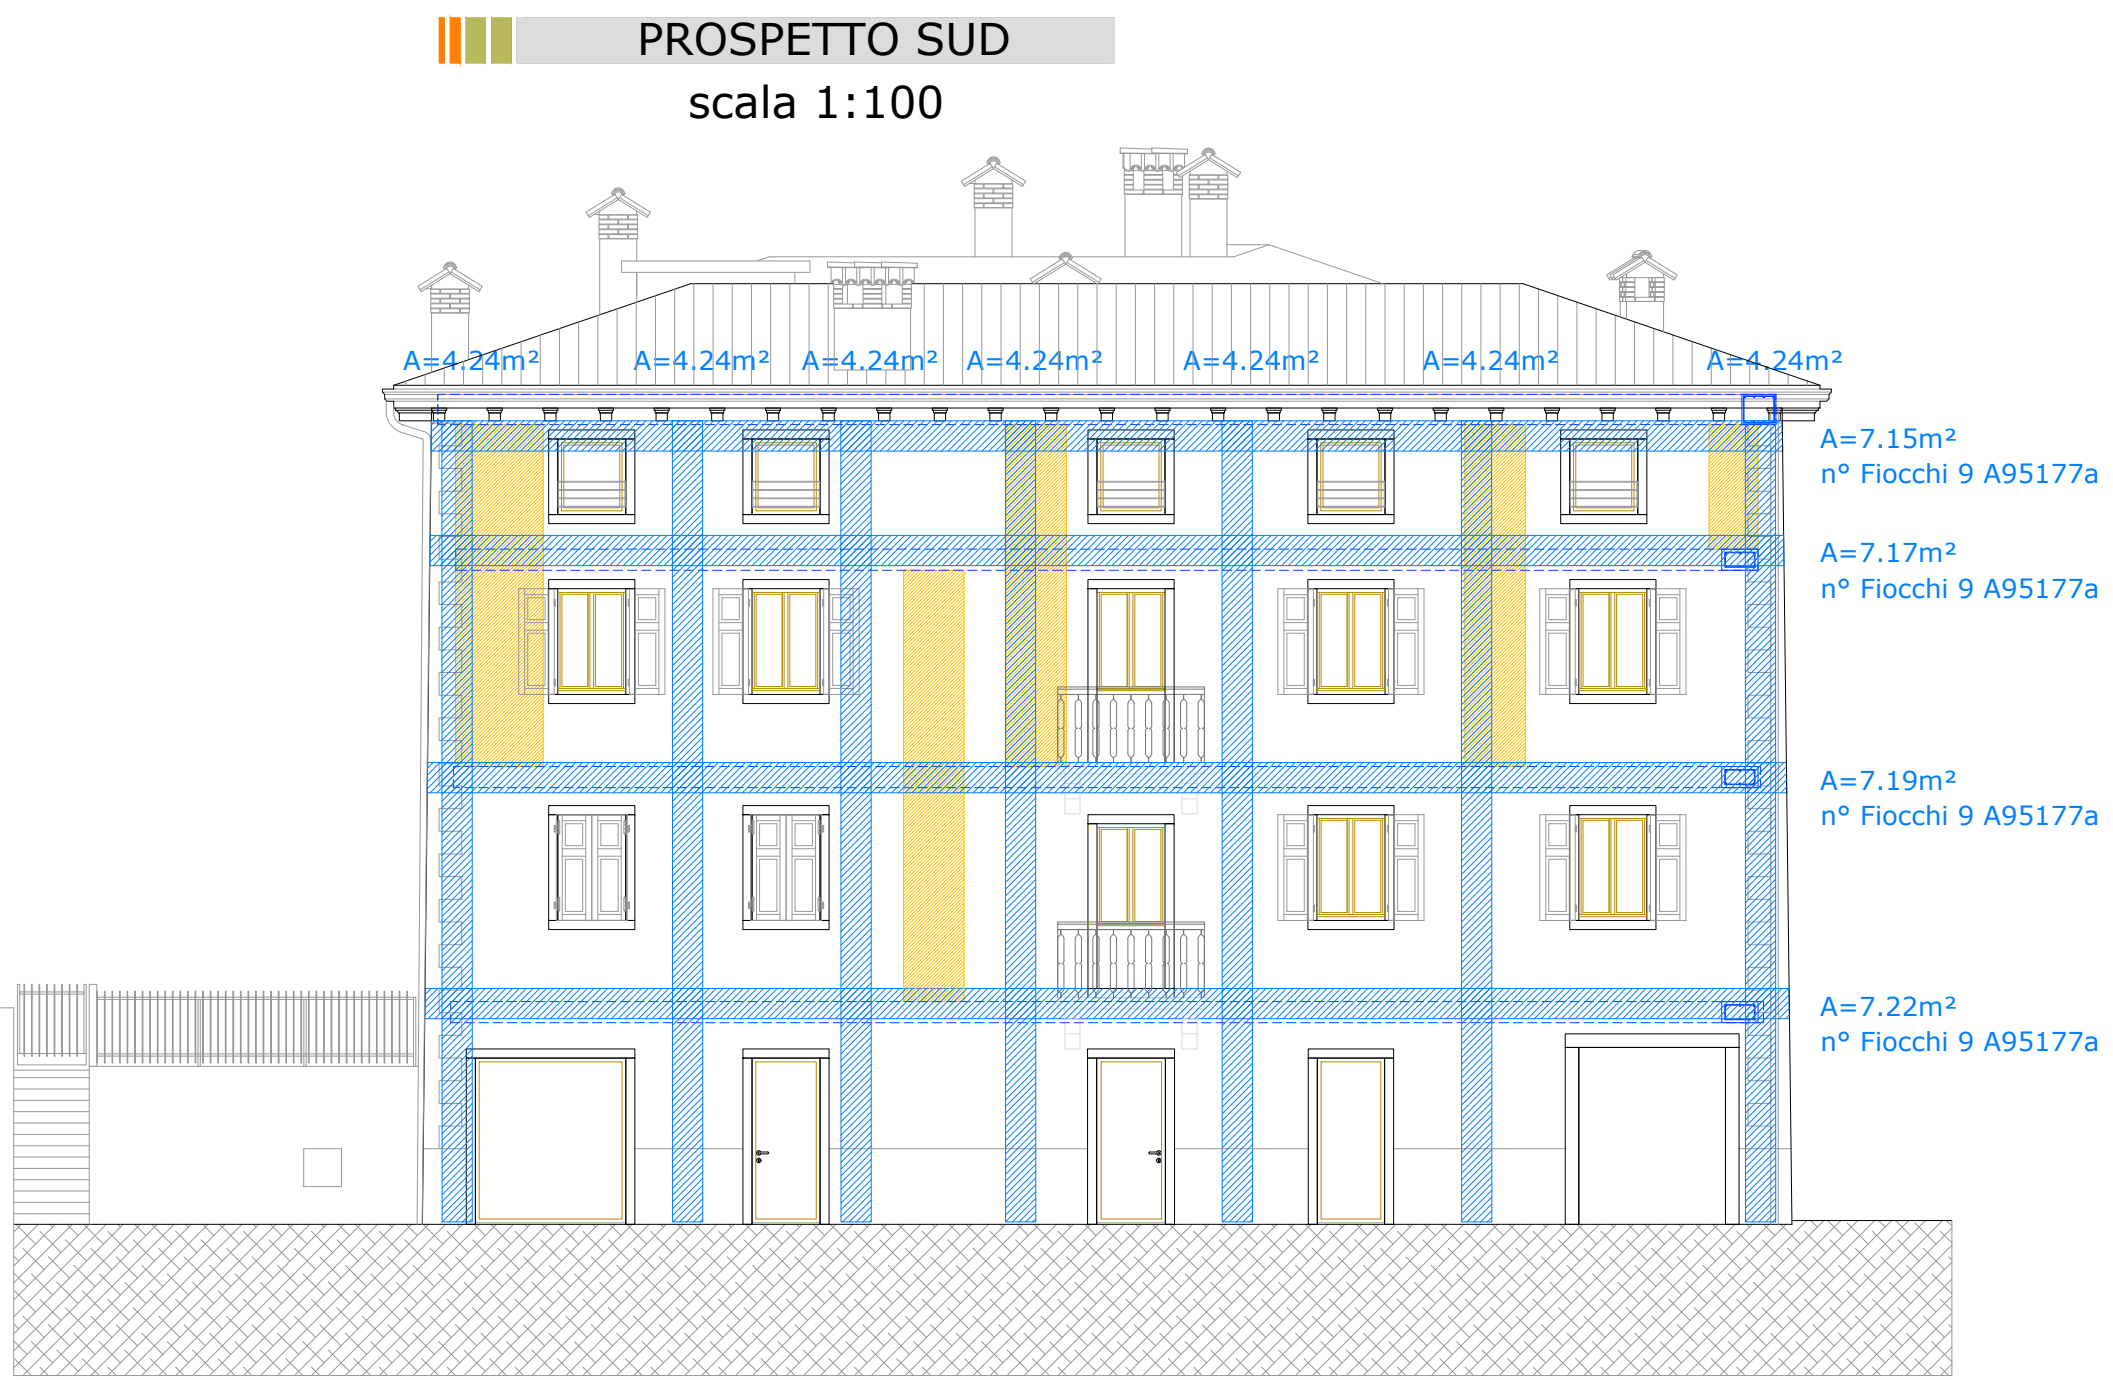 PROSPETTO SUD
scala 1:100
A=4.24m² A=4.24m² A=4.24m² A=4.24m² A=4.24m² A=4.24m² A=4.24m²
A=7.15m²
n° Fiocchi 9 A95177a
A=7.17m²
n° Fiocchi 9 A95177a
A=7.19m²
n° Fiocchi 9 A95177a
A=7.22m²
n° Fiocchi 9 A95177a